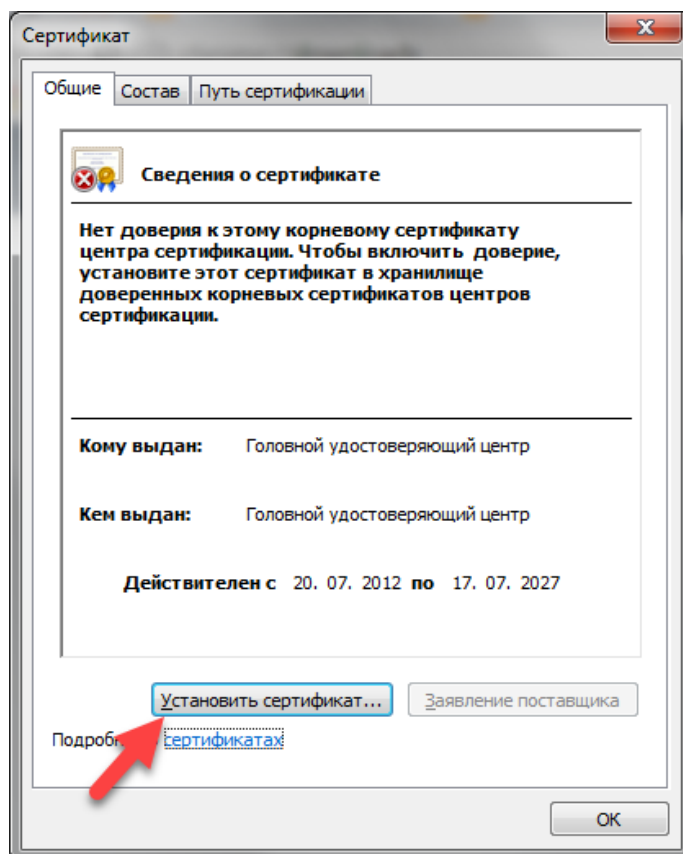 Сертификат
Общие Состав Путь сертификации
Сведения о сертификате
Нет доверия к этому корневому сертификату
центра сертификации. Чтобы включить доверие,
установите этот сертификат в хранилище
доверенных корневых сертификатов центров
сертификации.
Кому выдан: Головной удостоверяющий центр
Кем выдан: Головной удостоверяющий центр
Действителен с 20. 07. 2012 по 17. 07. 2027
Установить сертификат... Заявление поставщика
сертификатах
ОК